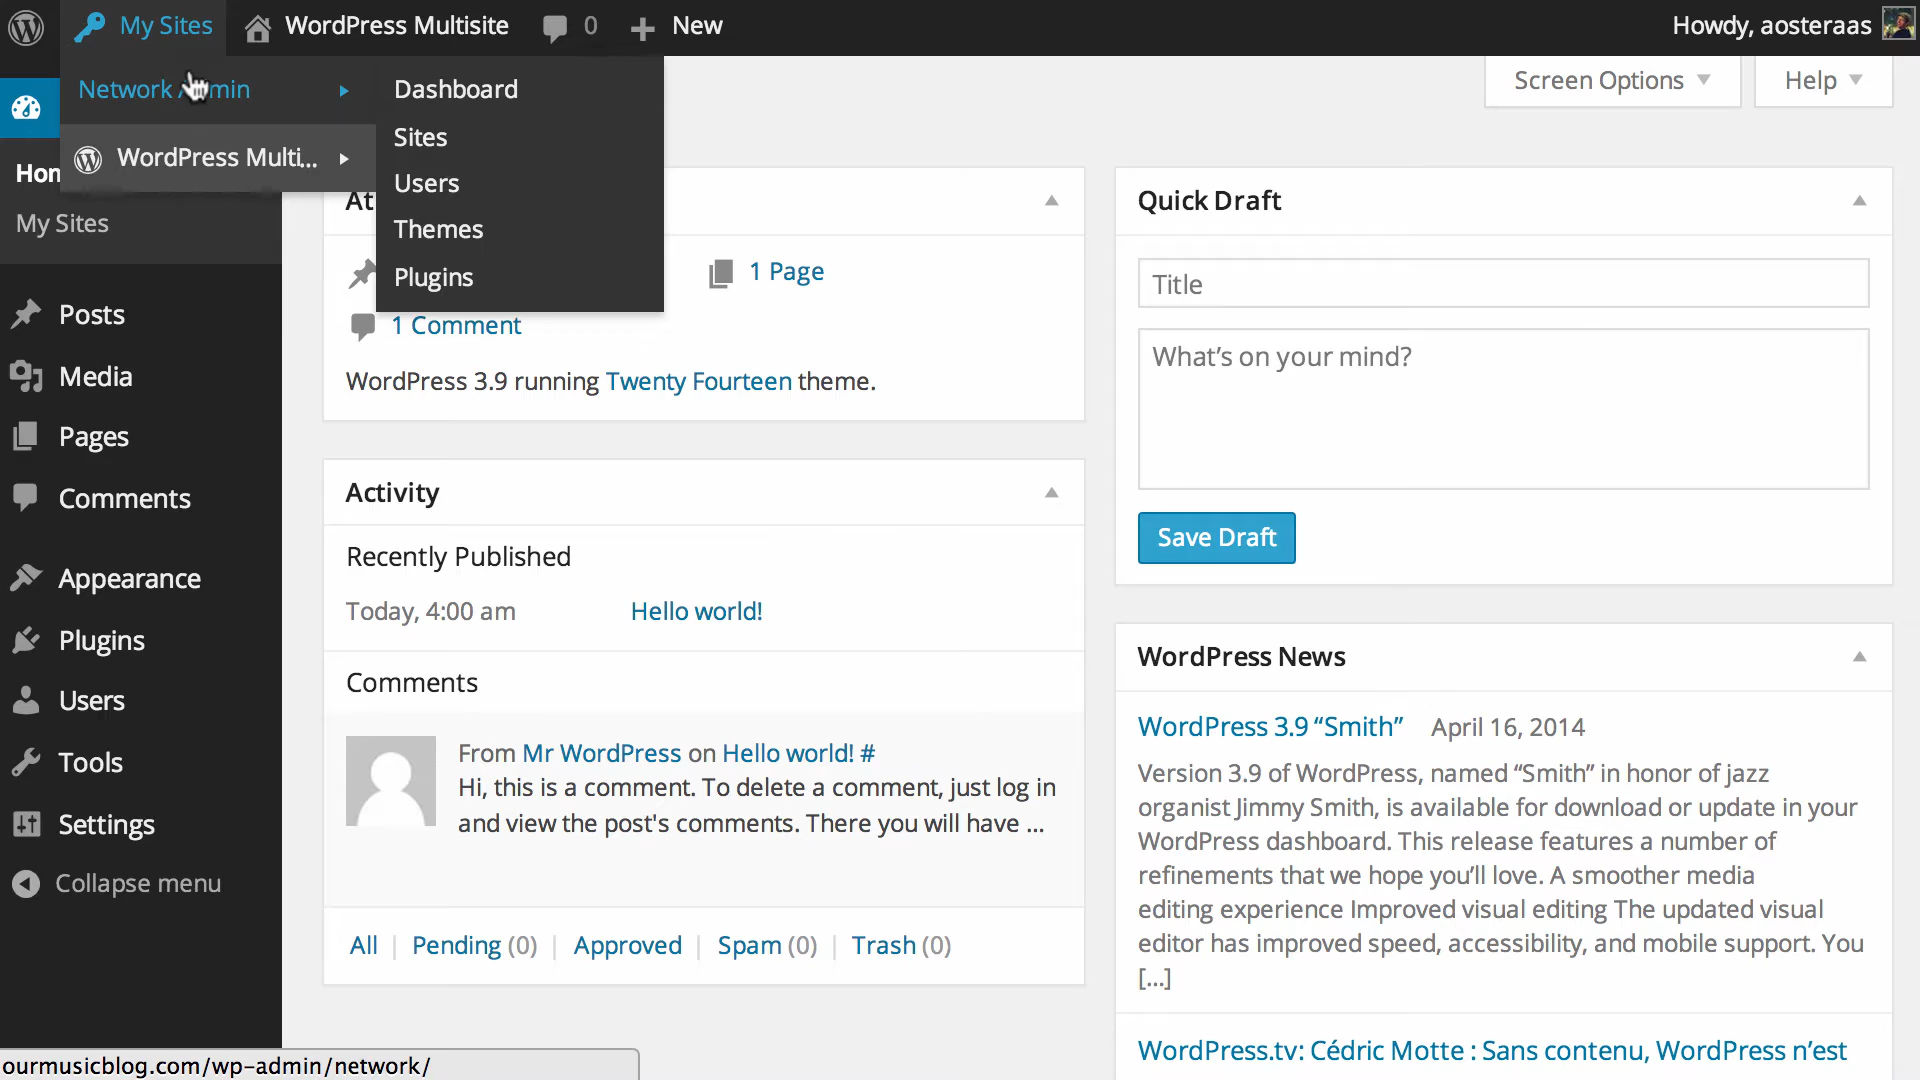 My Sites WordPress Multisite 0 New Howdy, aosteraas
Network Admin
WordPress Multi...
Dashboard
Sites
Users
Themes
Plugins
Screen Options Help
My Sites
Posts
Media
Pages
Comments
Appearance
Plugins
Users
Tools
Settings
Collapse menu
1 Page
1 Comment
WordPress 3.9 running Twenty Fourteen theme.
Activity
Recently Published
Today, 4:00 am Hello world!
Comments
From Mr WordPress on Hello world! #
Hi, this is a comment. To delete a comment, just log in
and view the post's comments. There you will have ...
All | Pending (0) | Approved | Spam (0) | Trash (0)
Quick Draft
Title
What's on your mind?
Save Draft
WordPress News
WordPress 3.9 “Smith” April 16, 2014
Version 3.9 of WordPress, named “Smith” in honor of jazz
organist Jimmy Smith, is available for download or update in your
WordPress dashboard. This release features a number of
refinements that we hope you’ll love. A smoother media
editing experience Improved visual editing The updated visual
editor has improved speed, accessibility, and mobile support. You
[...]
WordPress.tv: Cédric Motte : Sans contenu, WordPress n’est
ourmusicblog.com/wp-admin/network/